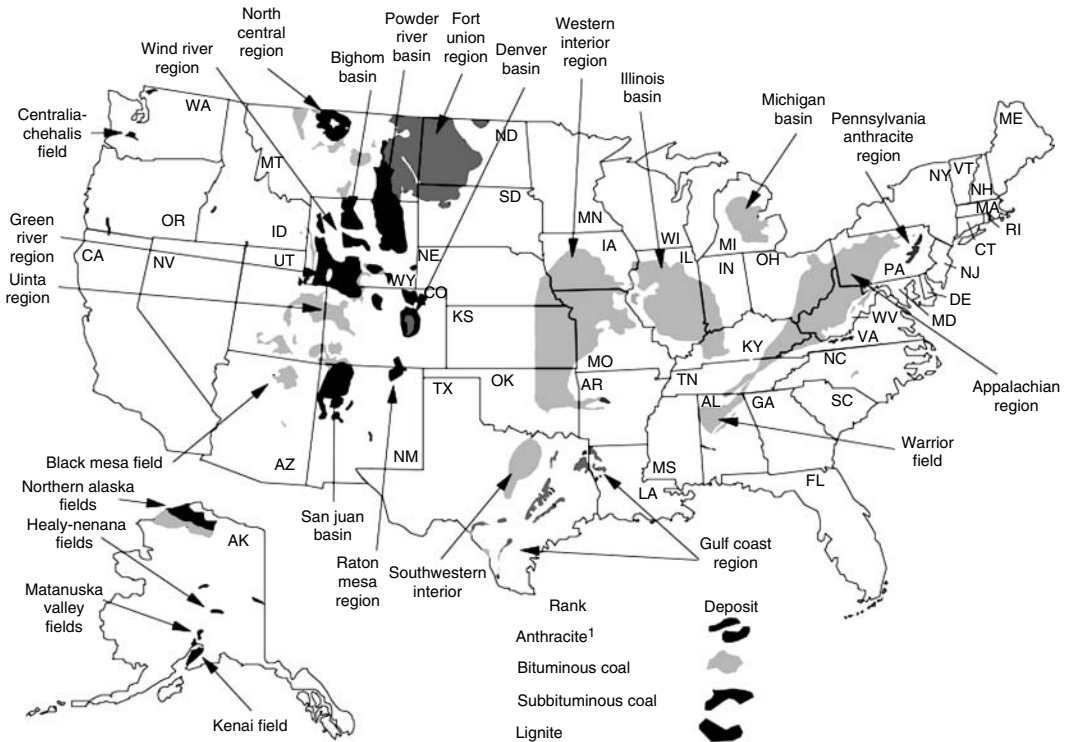 North
central
region
Powder
river
basin
Fort
union
region
Western
interior
region
Wind river
region
Bighom
basin
Denver
basin
Illinois
basin
Michigan
basin
Pennsylvania
anthracite
region
Centralia-
chehalis
field
WA
MT
ND
ME
VT
NY
NH
MA
RI
CT
Green
river
region
OR
ID
SD
MN
WI
MI
CA
NV
UT
WY
NE
IA
IL
IN
OH
PA
NJ
Uinta
region
CO
KS
MO
KY
WV
VA
DE
MD
AZ
NM
TX
OK
AR
TN
NC
SC
Appalachian
region
AL
GA
MS
LA
FL
Warrior
field
Black mesa field
Northern alaska
fields
Healy-nenana
fields
AK
Matanuska
valley
fields
Kenai field
San juan
basin
Raton
mesa
region
Southwestern
interior
Gulf coast
region
Rank Deposit
Anthracite1
Bituminous coal
Subbituminous coal
Lignite